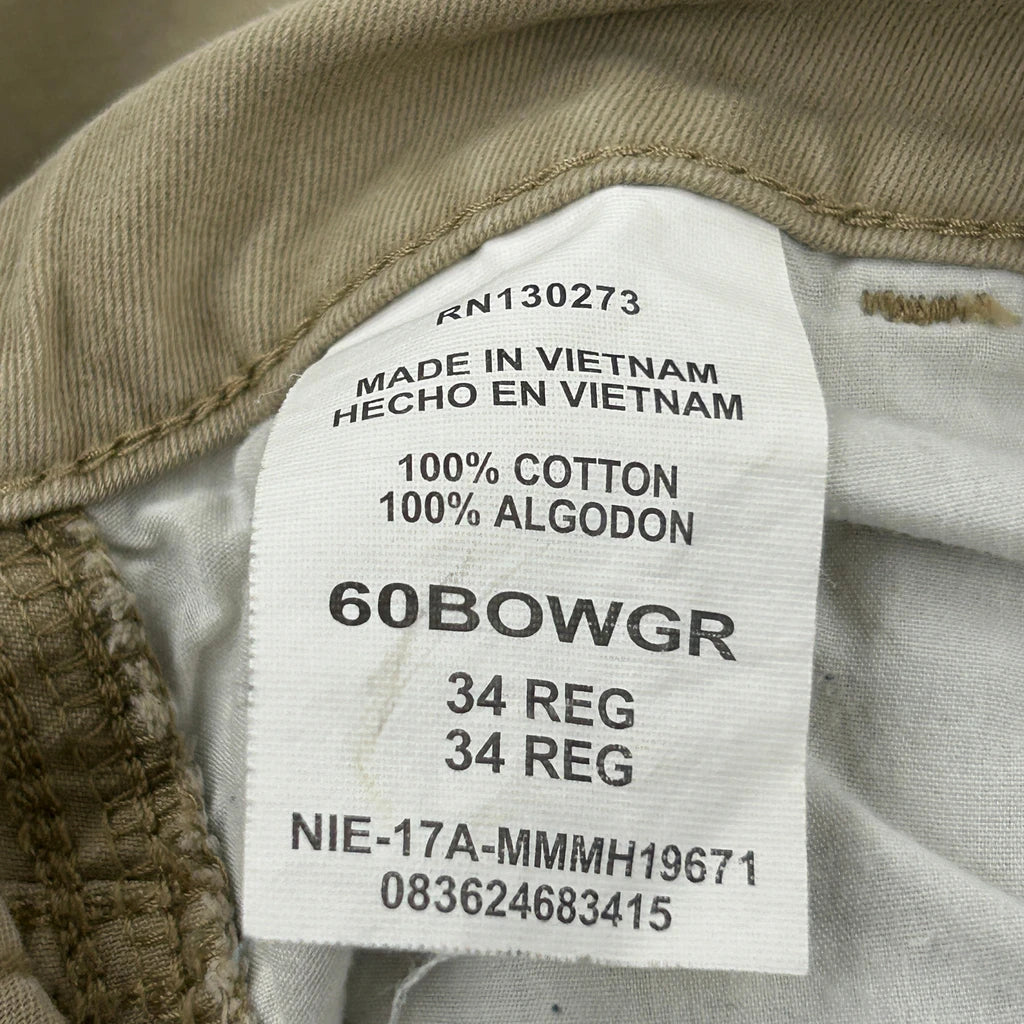 RN130273
MADE IN VIETNAM
HECHO EN VIETNAM
100% COTTON
100% ALGODON
60BOWGR
34 REG
34 REG
NIE-17A-MMMH19671
083624683415